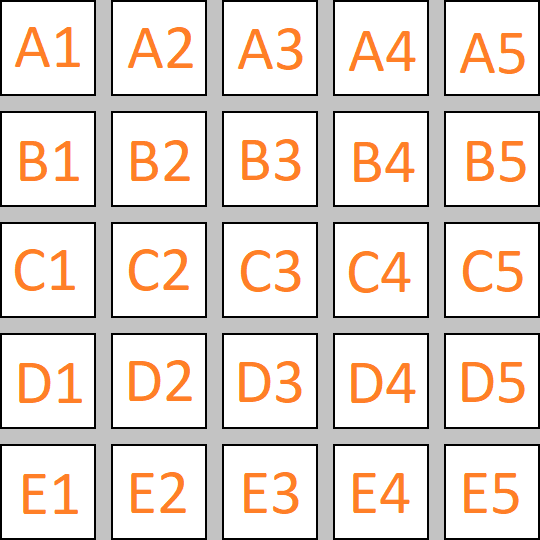 A1 A2 A3 A4 A5
B1 B2 B3 B4 B5
C1 C2 C3 C4 C5
D1 D2 D3 D4 D5
E1 E2 E3 E4 E5